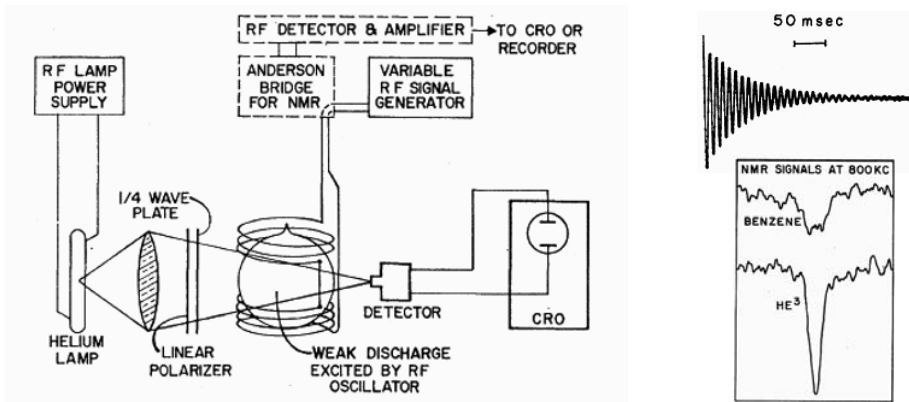 RF DETECTOR & AMPLIFIER
TO CRO OR
RECORDER
RF LAMP
POWER
SUPPLY
ANDERSON
BRIDGE
FOR NMR
VARIABLE
RF SIGNAL
GENERATOR
1/4 WAVE
PLATE
HELIUM
LAMP
LINEAR
POLARIZER
WEAK DISCHARGE
EXCITED BY RF
OSCILLATOR
DETECTOR
CRO
50 msec
NMR SIGNALS AT 800KC
BENZENE
HE³